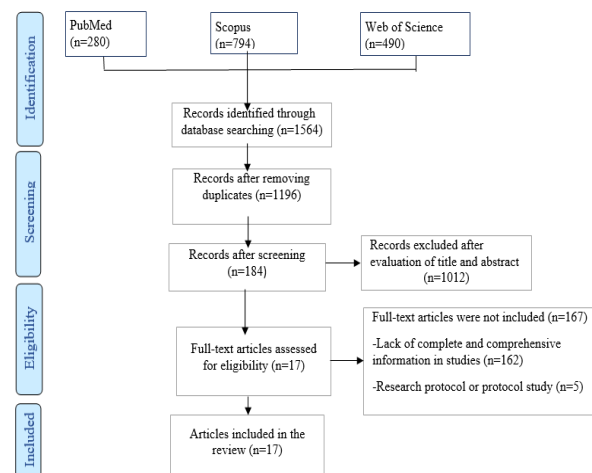 PubMed
(n=280)
Scopus
(n=794)
Web of Science
(n=490)
Identification
Records identified through
database searching (n=1564)
Screening
Records after removing
duplicates (n=1196)
Records after screening
(n=184)
Records excluded after
evaluation of title and abstract
(n=1012)
Eligibility
Full-text articles assessed
for eligibility (n=17)
Full-text articles were not included (n=167)
-Lack of complete and comprehensive
information in studies (n=162)
-Research protocol or protocol study (n=5)
Included
Articles included in the
review (n=17)